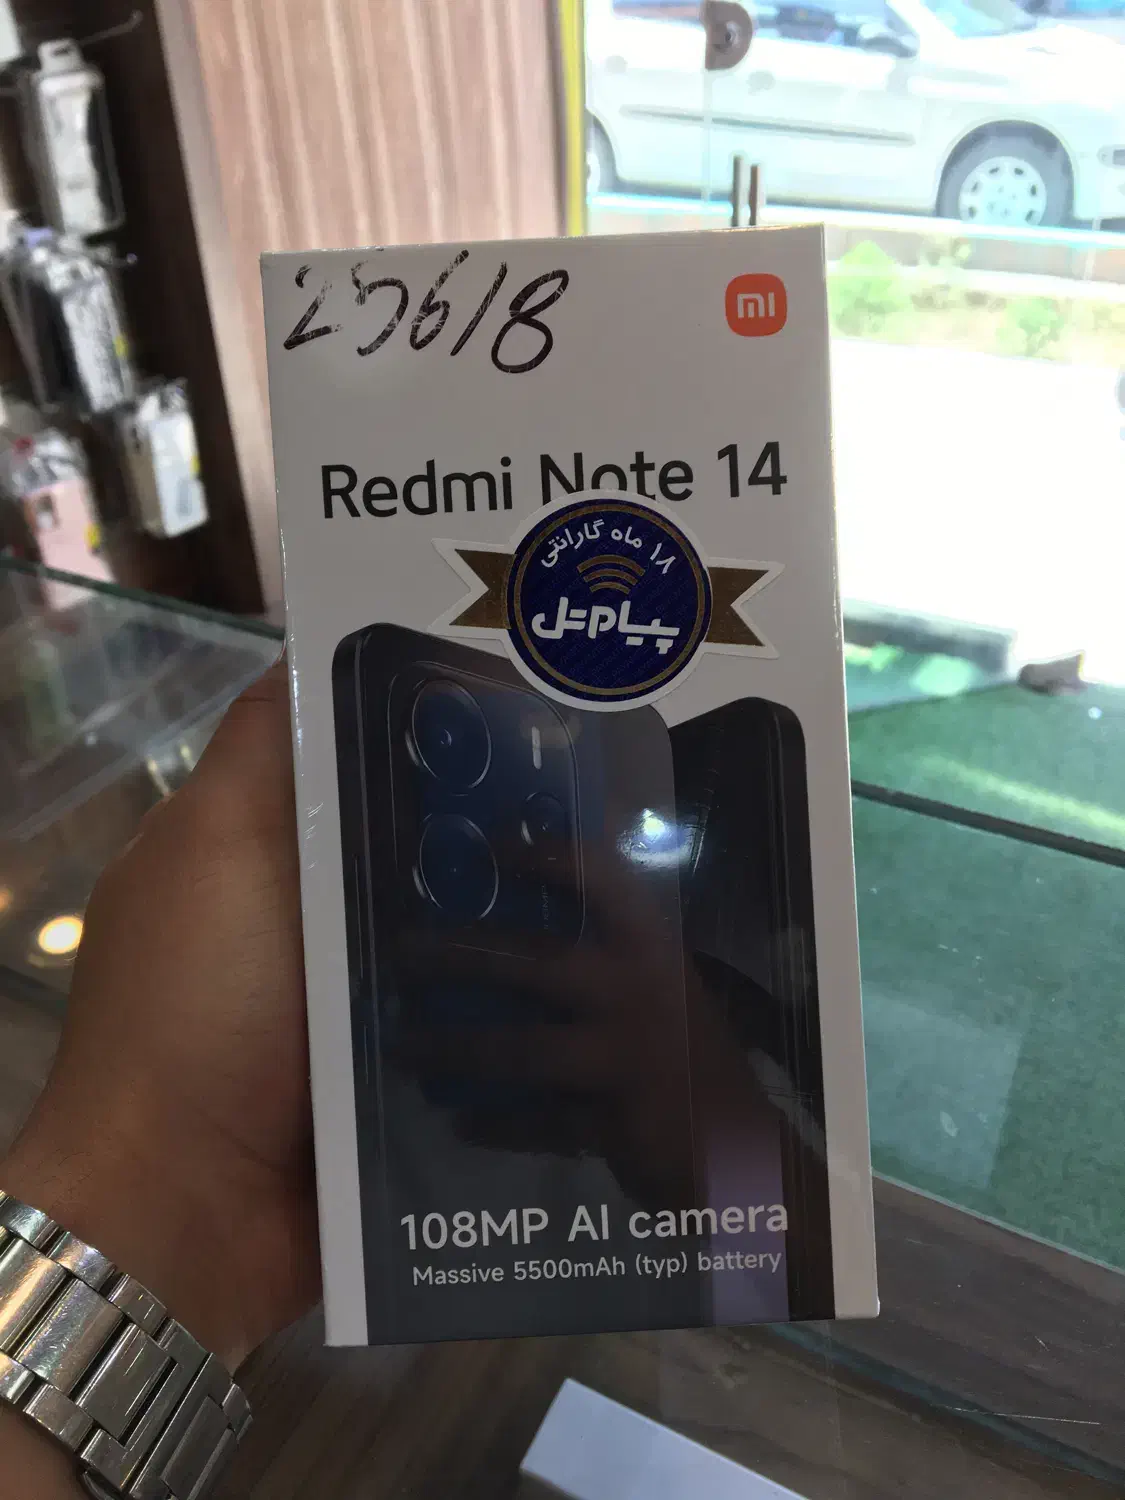 25618
mi
Redmi Note 14
۱۸ ماه گارانتی
پیام‌تل
108MP AI camera
Massive 5500mAh (typ) battery